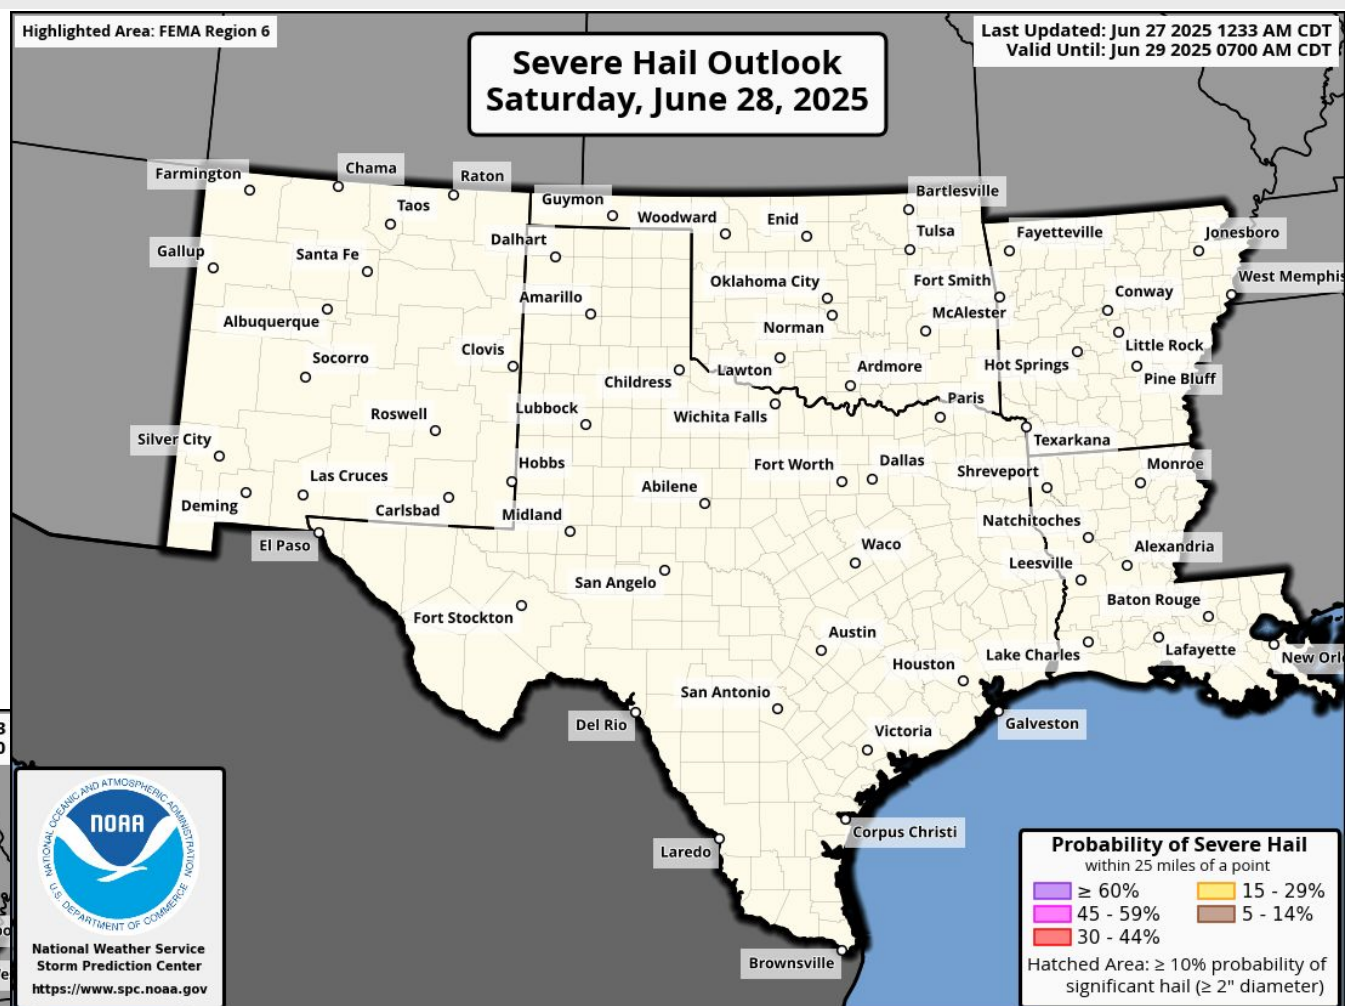 Highlighted Area: FEMA Region 6
Last Updated: Jun 27 2025 1233 AM CDT
Valid Until: Jun 29 2025 0700 AM CDT
Severe Hail Outlook
Saturday, June 28, 2025
Farmington
Chama
Raton
Taos
Guymon
Woodward
Enid
Bartlesville
Tulsa
Fayetteville
Jonesboro
Gallup
Santa Fe
Dalhart
Oklahoma City
Fort Smith
West Memphis
Albuquerque
Amarillo
Norman
McAlester
Conway
Socorro
Clovis
Childress
Lawton
Ardmore
Hot Springs
Little Rock
Pine Bluff
Roswell
Lubbock
Wichita Falls
Paris
Silver City
Texarkana
Las Cruces
Hobbs
Abilene
Fort Worth
Dallas
Shreveport
Monroe
Deming
Carlsbad
Midland
Natchitoches
El Paso
San Angelo
Waco
Leesville
Alexandria
Fort Stockton
Baton Rouge
Austin
Houston
Lake Charles
Lafayette
New Orl
San Antonio
Del Rio
Victoria
Galveston
Laredo
Corpus Christi
Brownsville
3
0
NATIONAL OCEANIC AND ATMOSPHERIC ADMINISTRATION
NOAA
U.S. DEPARTMENT OF COMMERCE
National Weather Service
Storm Prediction Center
https://www.spc.noaa.gov
Probability of Severe Hail
within 25 miles of a point
≥ 60%
15 - 29%
45 - 59%
5 - 14%
30 - 44%
Hatched Area: ≥ 10% probability of
significant hail (≥ 2" diameter)